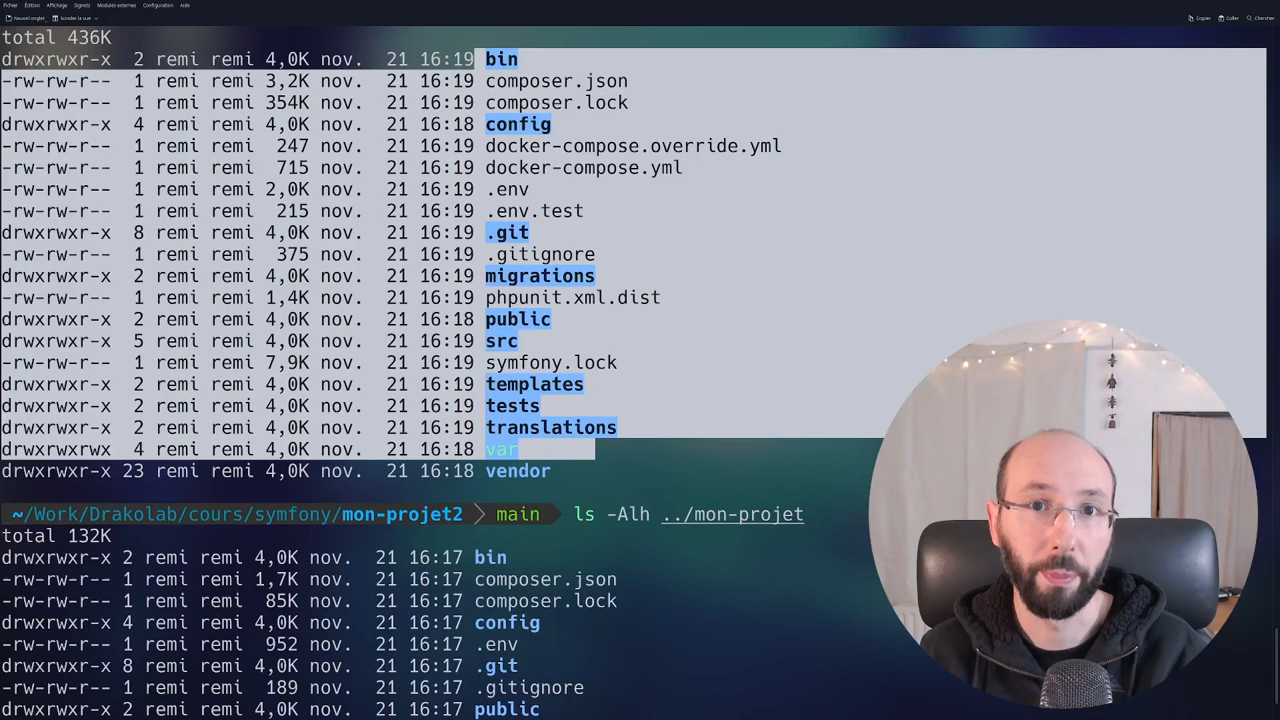 Fichier Édition Affichage Signets Modules externes Configuration Aide
Nouvel onglet Scinder la vue Copier Coller Chercher
total 436K
drwxrwxr-x 2 remi remi 4,0K nov. 21 16:19 bin
-rw-rw-r-- 1 remi remi 3,2K nov. 21 16:19 composer.json
-rw-rw-r-- 1 remi remi 354K nov. 21 16:19 composer.lock
drwxrwxr-x 4 remi remi 4,0K nov. 21 16:18 config
-rw-rw-r-- 1 remi remi 247 nov. 21 16:19 docker-compose.override.yml
-rw-rw-r-- 1 remi remi 715 nov. 21 16:19 docker-compose.yml
-rw-rw-r-- 1 remi remi 2,0K nov. 21 16:19 .env
-rw-rw-r-- 1 remi remi 215 nov. 21 16:19 .env.test
drwxrwxr-x 8 remi remi 4,0K nov. 21 16:19 .git
-rw-rw-r-- 1 remi remi 375 nov. 21 16:19 .gitignore
drwxrwxr-x 2 remi remi 4,0K nov. 21 16:19 migrations
-rw-rw-r-- 1 remi remi 1,4K nov. 21 16:19 phpunit.xml.dist
drwxrwxr-x 2 remi remi 4,0K nov. 21 16:18 public
drwxrwxr-x 5 remi remi 4,0K nov. 21 16:19 src
-rw-rw-r-- 1 remi remi 7,9K nov. 21 16:19 symfony.lock
drwxrwxr-x 2 remi remi 4,0K nov. 21 16:19 templates
drwxrwxr-x 2 remi remi 4,0K nov. 21 16:19 tests
drwxrwxr-x 2 remi remi 4,0K nov. 21 16:19 translations
drwxrwxrwx 4 remi remi 4,0K nov. 21 16:18 var
drwxrwxr-x 23 remi remi 4,0K nov. 21 16:18 vendor
~/Work/Drakolab/cours/symfony/mon-projet2 main ls -Alh ../mon-projet
total 132K
drwxrwxr-x 2 remi remi 4,0K nov. 21 16:17 bin
-rw-rw-r-- 1 remi remi 1,7K nov. 21 16:17 composer.json
-rw-rw-r-- 1 remi remi 85K nov. 21 16:17 composer.lock
drwxrwxr-x 4 remi remi 4,0K nov. 21 16:17 config
-rw-rw-r-- 1 remi remi 952 nov. 21 16:17 .env
drwxrwxr-x 8 remi remi 4,0K nov. 21 16:17 .git
-rw-rw-r-- 1 remi remi 189 nov. 21 16:17 .gitignore
drwxrwxr-x 2 remi remi 4,0K nov. 21 16:17 public